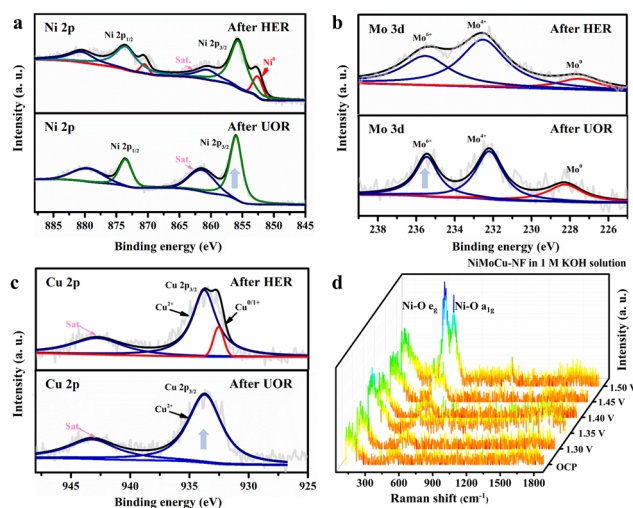 a
Ni 2p
After HER
Ni 2p1/2
Ni 2p3/2
Sat.
Ni0
Ni 2p
After UOR
Ni 2p1/2
Ni 2p3/2
Sat.
Intensity (a. u.)
885 880 875 870 865 860 855 850 845
Binding energy (eV)
b
Mo 3d
After HER
Mo6+
Mo4+
Mo0
Mo 3d
After UOR
Mo6+
Mo4+
Mo0
Intensity (a. u.)
238 236 234 232 230 228 226
Binding energy (eV)
c
Cu 2p
After HER
Cu 2p3/2
Cu2+
Cu0/1+
Sat.
Cu 2p
After UOR
Cu 2p3/2
Cu2+
Sat.
Intensity (a. u.)
945 940 935 930 925
Binding energy (eV)
NiMoCu-NF in 1 M KOH solution
d
Ni-O eg
Ni-O a1g
Intensity (a. u.)
1.50 V
1.45 V
1.40 V
1.35 V
1.30 V
OCP
300 600 900 1200 1500 1800
Raman shift (cm-1)